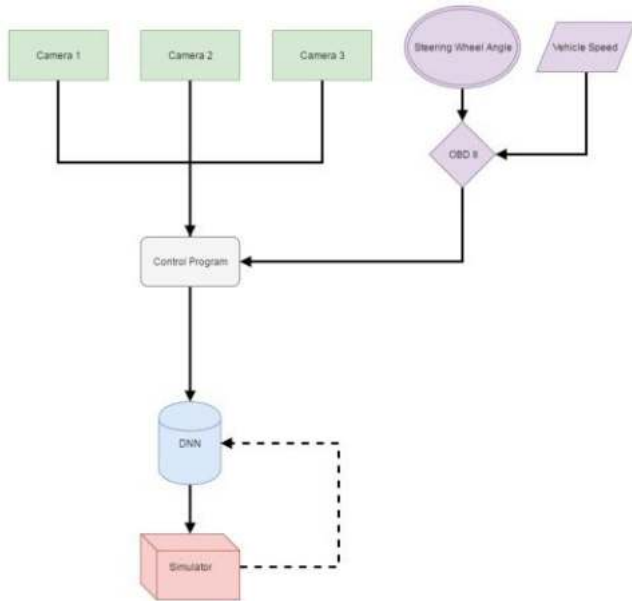 Camera 1
Camera 2
Camera 3
Steering Wheel Angle
Vehicle Speed
OBD II
Control Program
DNN
Simulator